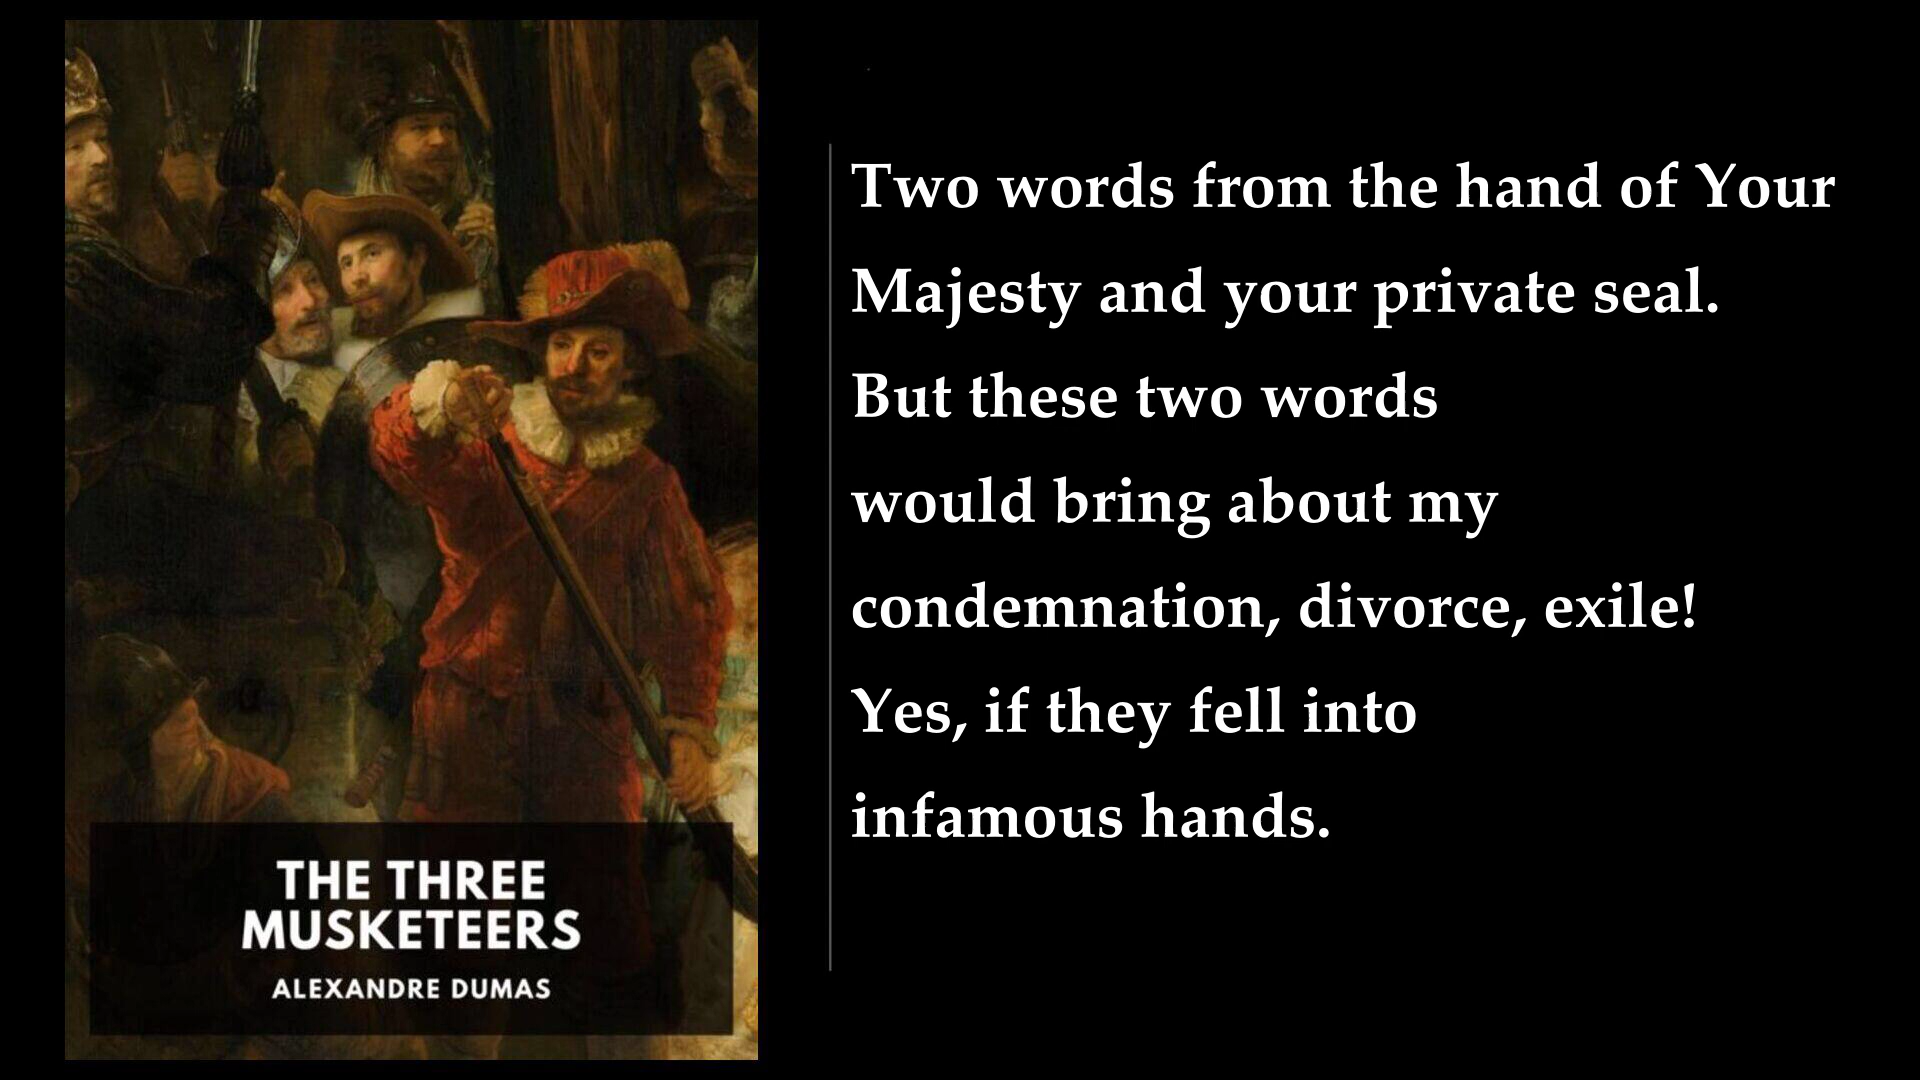 THE THREE
MUSKETEERS
ALEXANDRE DUMAS
Two words from the hand of Your
Majesty and your private seal.
But these two words
would bring about my
condemnation, divorce, exile!
Yes, if they fell into
infamous hands.